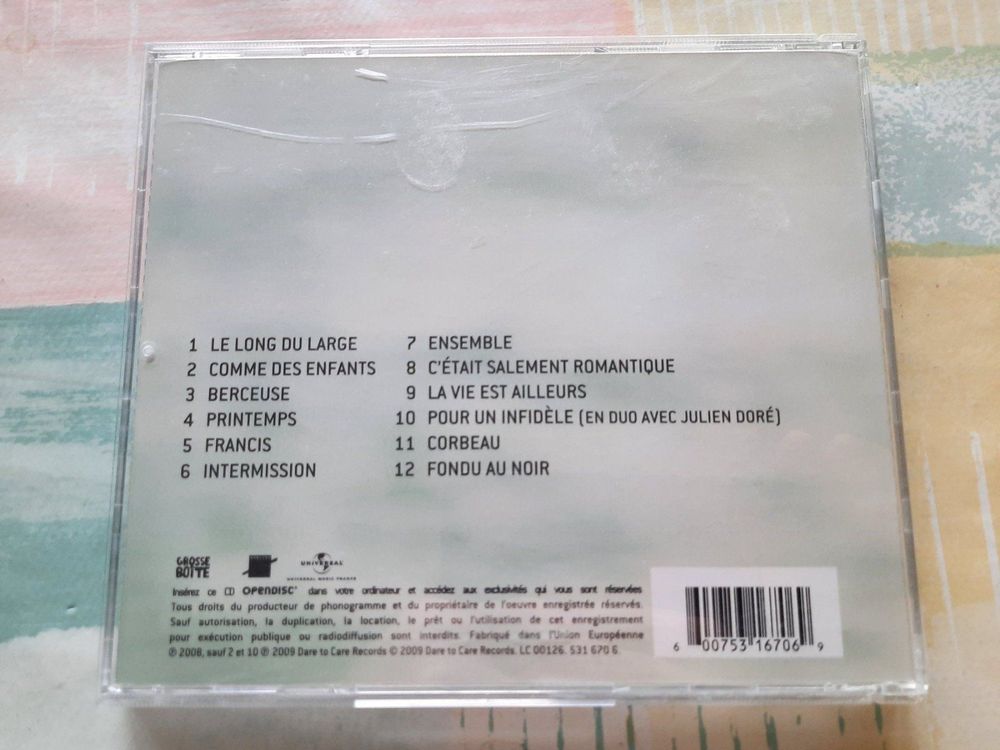 1 LE LONG DU LARGE
2 COMME DES ENFANTS
3 BERCEUSE
4 PRINTEMPS
5 FRANCIS
6 INTERMISSION
7 ENSEMBLE
8 C'ÉTAIT SALEMENT ROMANTIQUE
9 LA VIE EST AILLEURS
10 POUR UN INFIDÈLE (EN DUO AVEC JULIEN DORÉ)
11 CORBEAU
12 FONDU AU NOIR
GROSSE
BOÎTE
UNIVERSAL
UNIVERSAL MUSIC FRANCE
Insérez ce CD OPENDISC dans votre ordinateur et accédez aux exclusivités qui vous sont réservées
Tous droits du producteur de phonogramme et du propriétaire de l'oeuvre enregistrée réservés.
Sauf autorisation, la duplication, la location, le prêt ou l'utilisation de cet enregistrement
pour exécution publique ou radiodiffusion sont interdits. Fabriqué dans l'Union Européenne
℗ 2008, sauf 2 et 10 ℗ 2009 Dare to Care Records © 2009 Dare to Care Records. LC 00126. 531 670 6
6 00753 16706 9